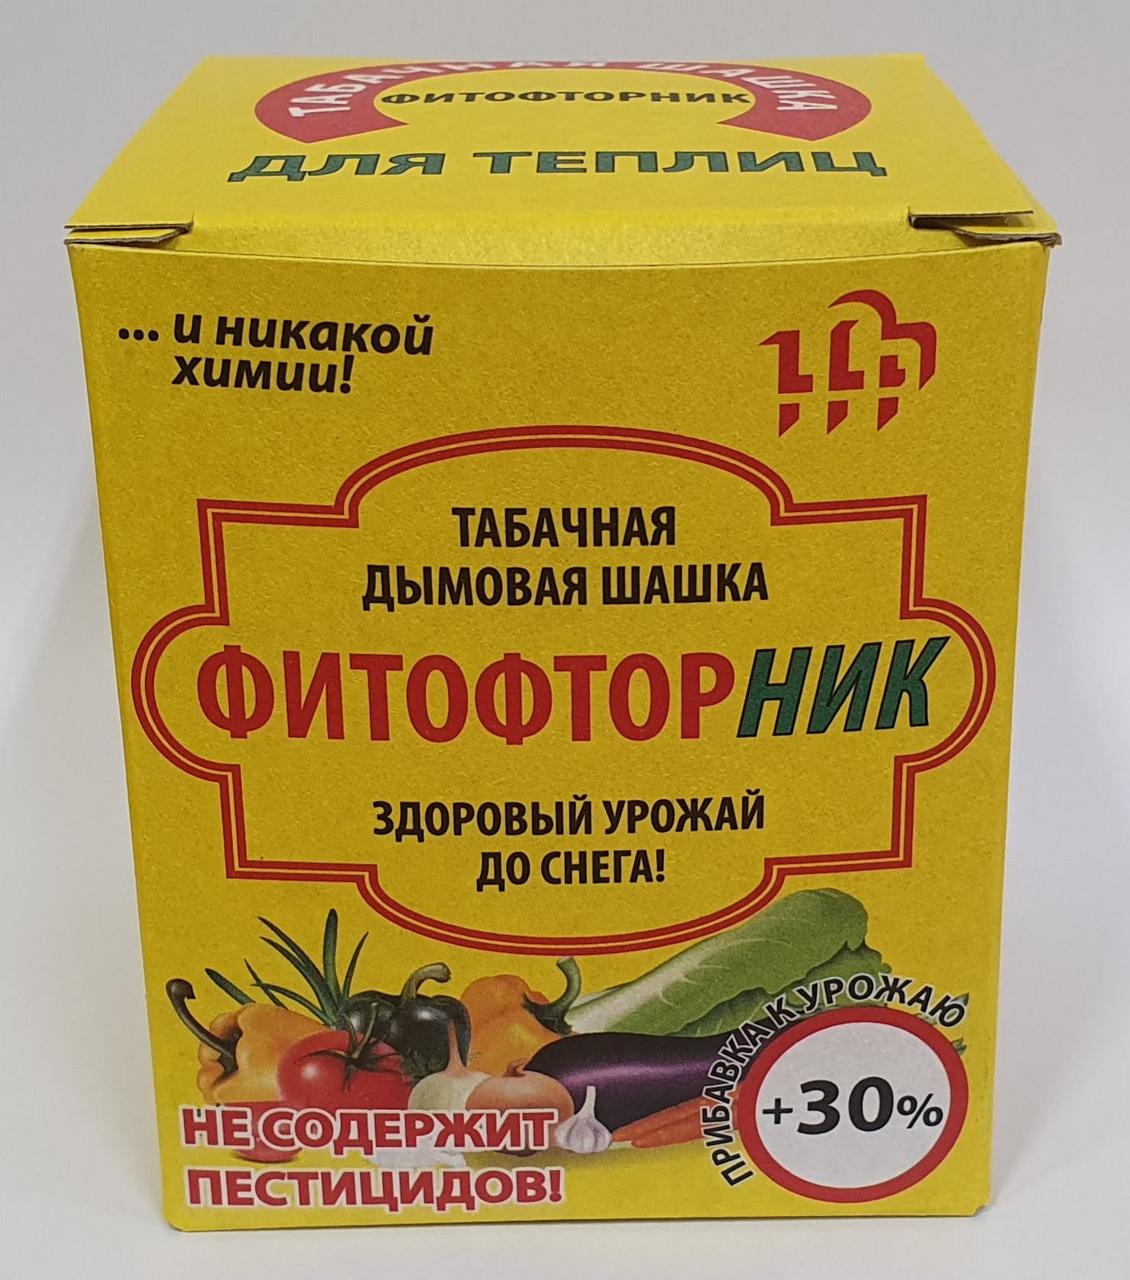 ТАБАЧНАЯ ШАШКА
ФИТОФТОРНИК
ДЛЯ ТЕПЛИЦ
... и никакой
химии!
ТАБАЧНАЯ
ДЫМОВАЯ ШАШКА
ФИТОФТОРНИК
ЗДОРОВЫЙ УРОЖАЙ
ДО СНЕГА!
ПРИБАВКА К УРОЖАЮ
+30%
НЕ СОДЕРЖИТ
ПЕСТИЦИДОВ!